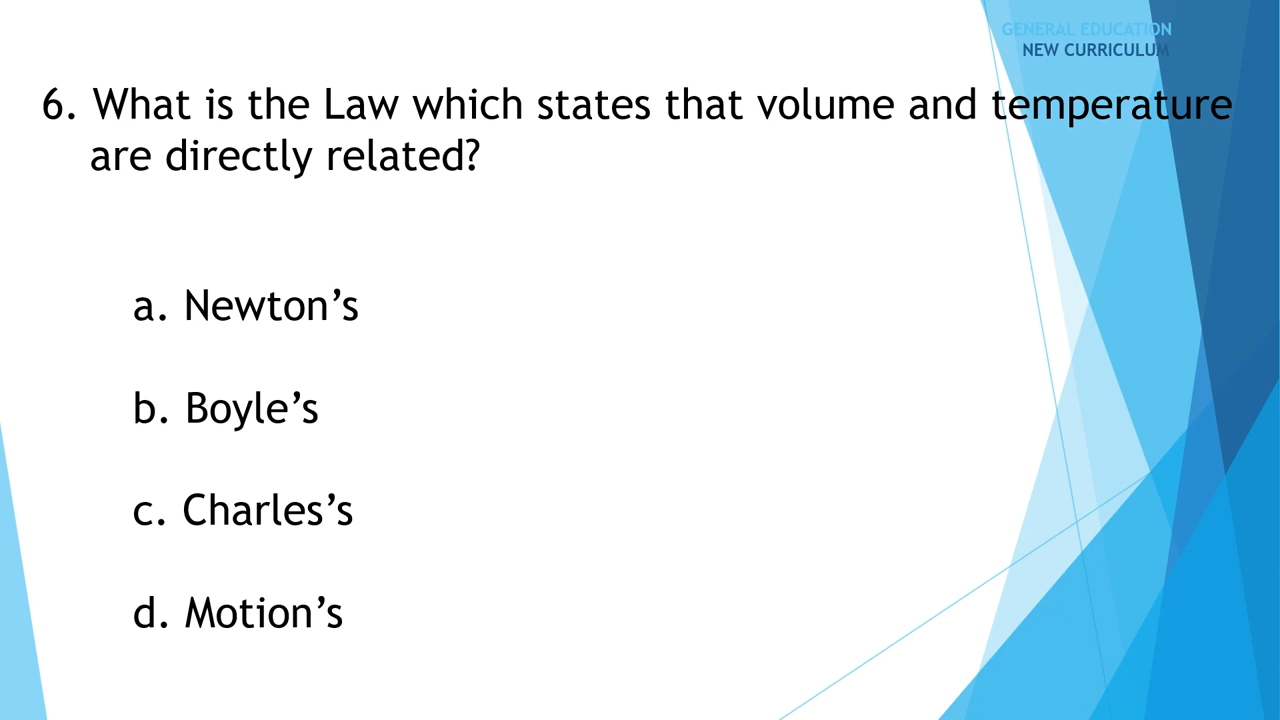 GENERAL EDUCATION
NEW CURRICULUM
6. What is the Law which states that volume and temperature
are directly related?
a. Newton’s
b. Boyle’s
c. Charles’s
d. Motion’s